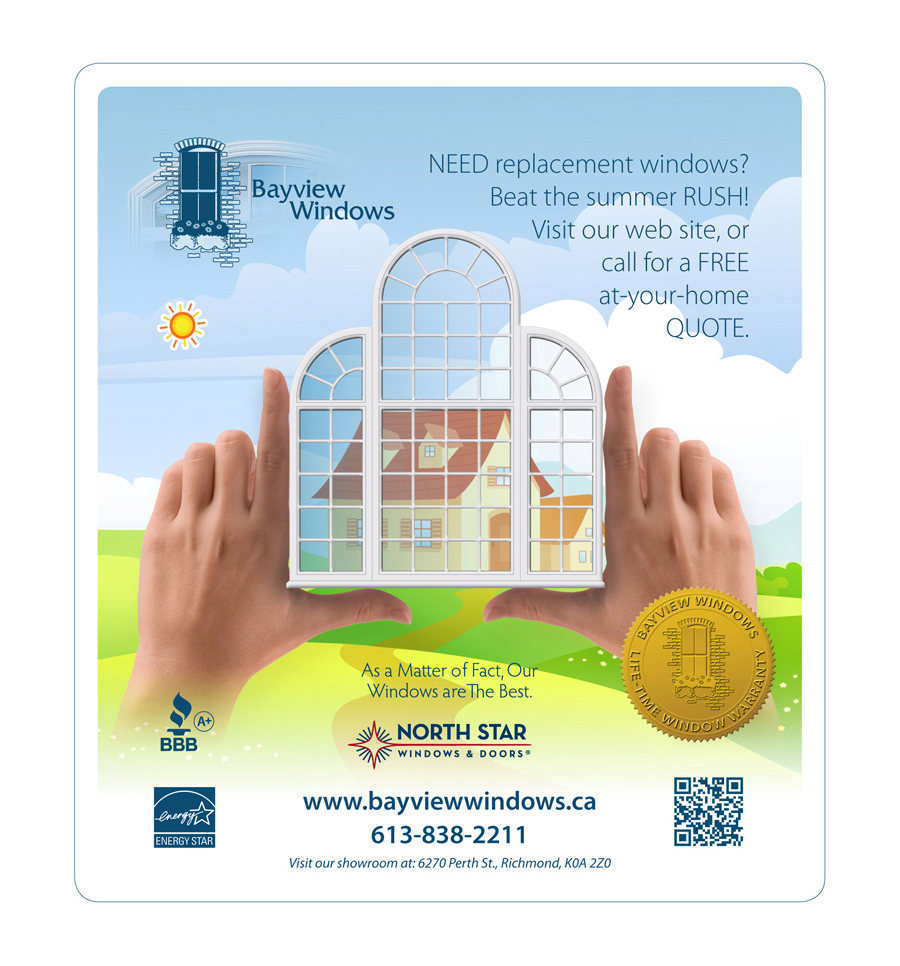 Bayview
Windows
NEED replacement windows?
Beat the summer RUSH!
Visit our web site, or
call for a FREE
at-your-home
QUOTE.
BAYVIEW WINDOWS
LIFE-TIME WINDOW WARRANTY
As a Matter of Fact, Our
Windows are The Best.
BBB
A+
NORTH STAR
WINDOWS & DOORS®
energy
ENERGY STAR
www.bayviewwindows.ca
613-838-2211
Visit our showroom at: 6270 Perth St., Richmond, K0A 2Z0